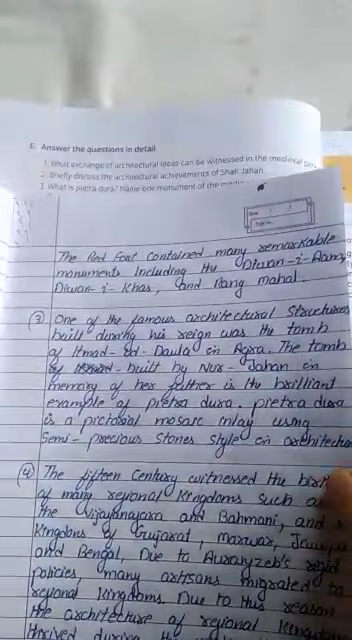 E. Answer the questions in detail.
1. What exchange of architectural ideas can be witnessed in the medieval
2. Briefly discuss the architectural achievements of Shah Jahan.
3. What is pietra dura? Name one monument of the
The Red Fort contained many remarkable
monuments including the Diwan-i-Aam,
Diwan-i-Khas, and Rang mahal.
(3) One of the famous architectural Structures
built during his reign was the tomb
of Itmad-ud-Daula in Agra. The tomb
built by Nur-Jahan in
memory of her father is the brilliant
example of pietra dura. pietra dura
is a pictorial mosaic inlay using
Semi-precious Stones style in
(4) The fifteen Century witnessed the
of many regional Kingdoms such
the Vijayanagara and Bahmani, and
Kingdoms of Gujarat, marwar,
and Bengal. Due to Auranzeb's rigid
policies, many artisans migrated to
regional Kingdoms. Due to this reason
the architecture of regional
thrived during